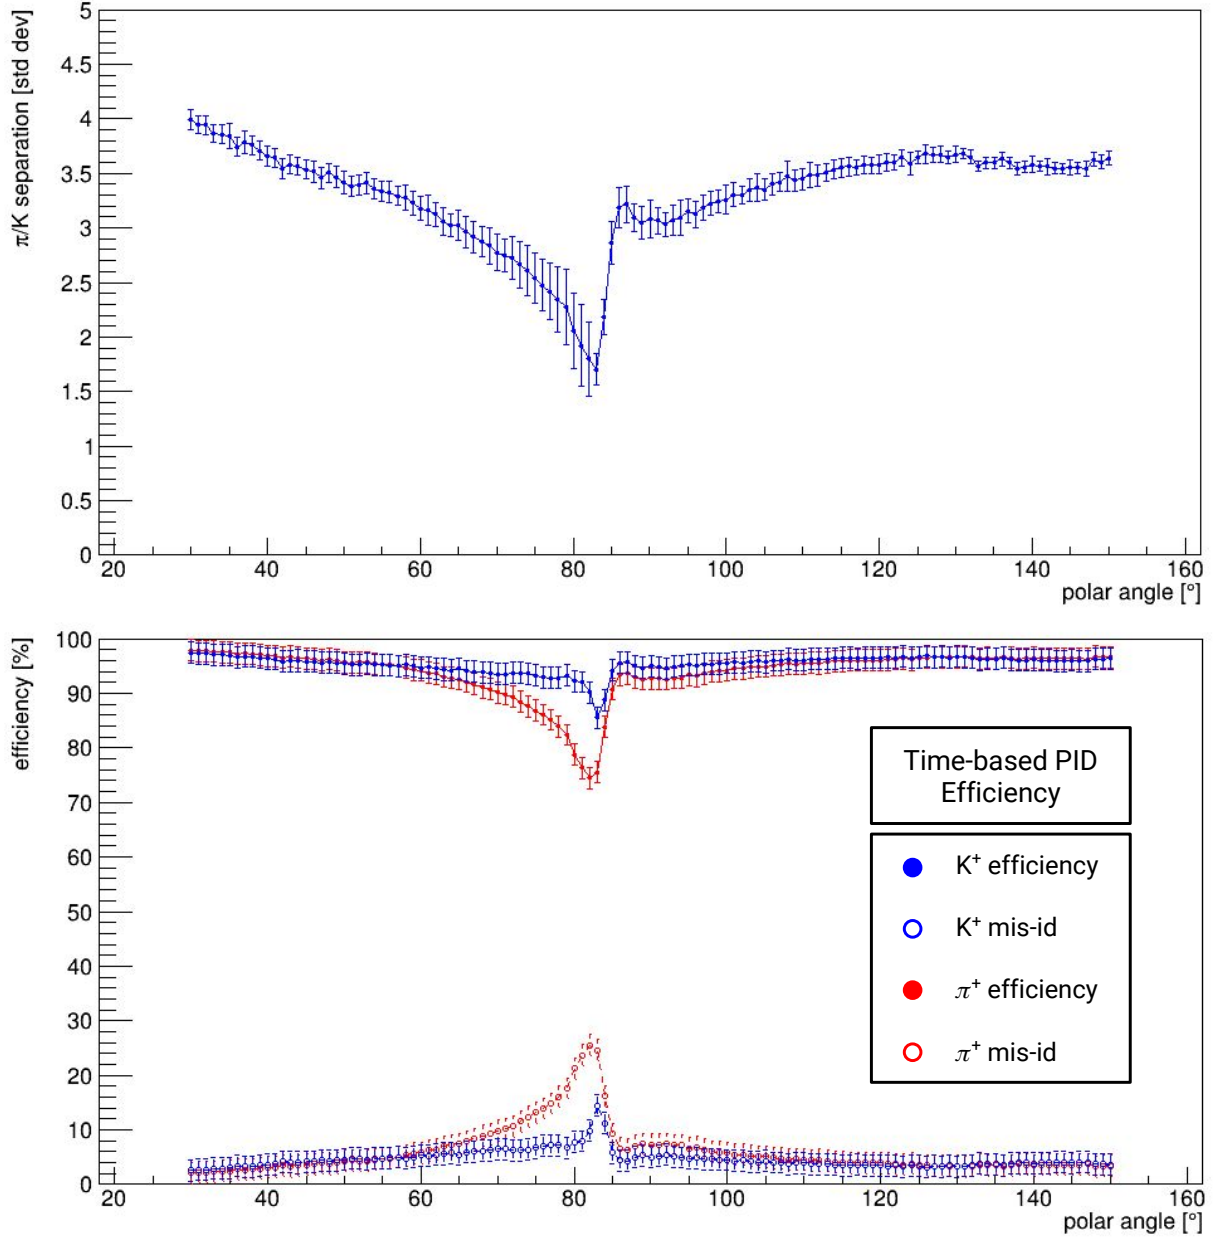 π/K separation [std dev]
5
4.5
4
3.5
3
2.5
2
1.5
1
0.5
0
20 40 60 80 100 120 140 160
polar angle [°]
efficiency [%]
100
90
80
70
60
50
40
30
20
10
0
20 40 60 80 100 120 140 160
polar angle [°]
Time-based PID
Efficiency
K⁺ efficiency
K⁺ mis-id
π⁺ efficiency
π⁺ mis-id